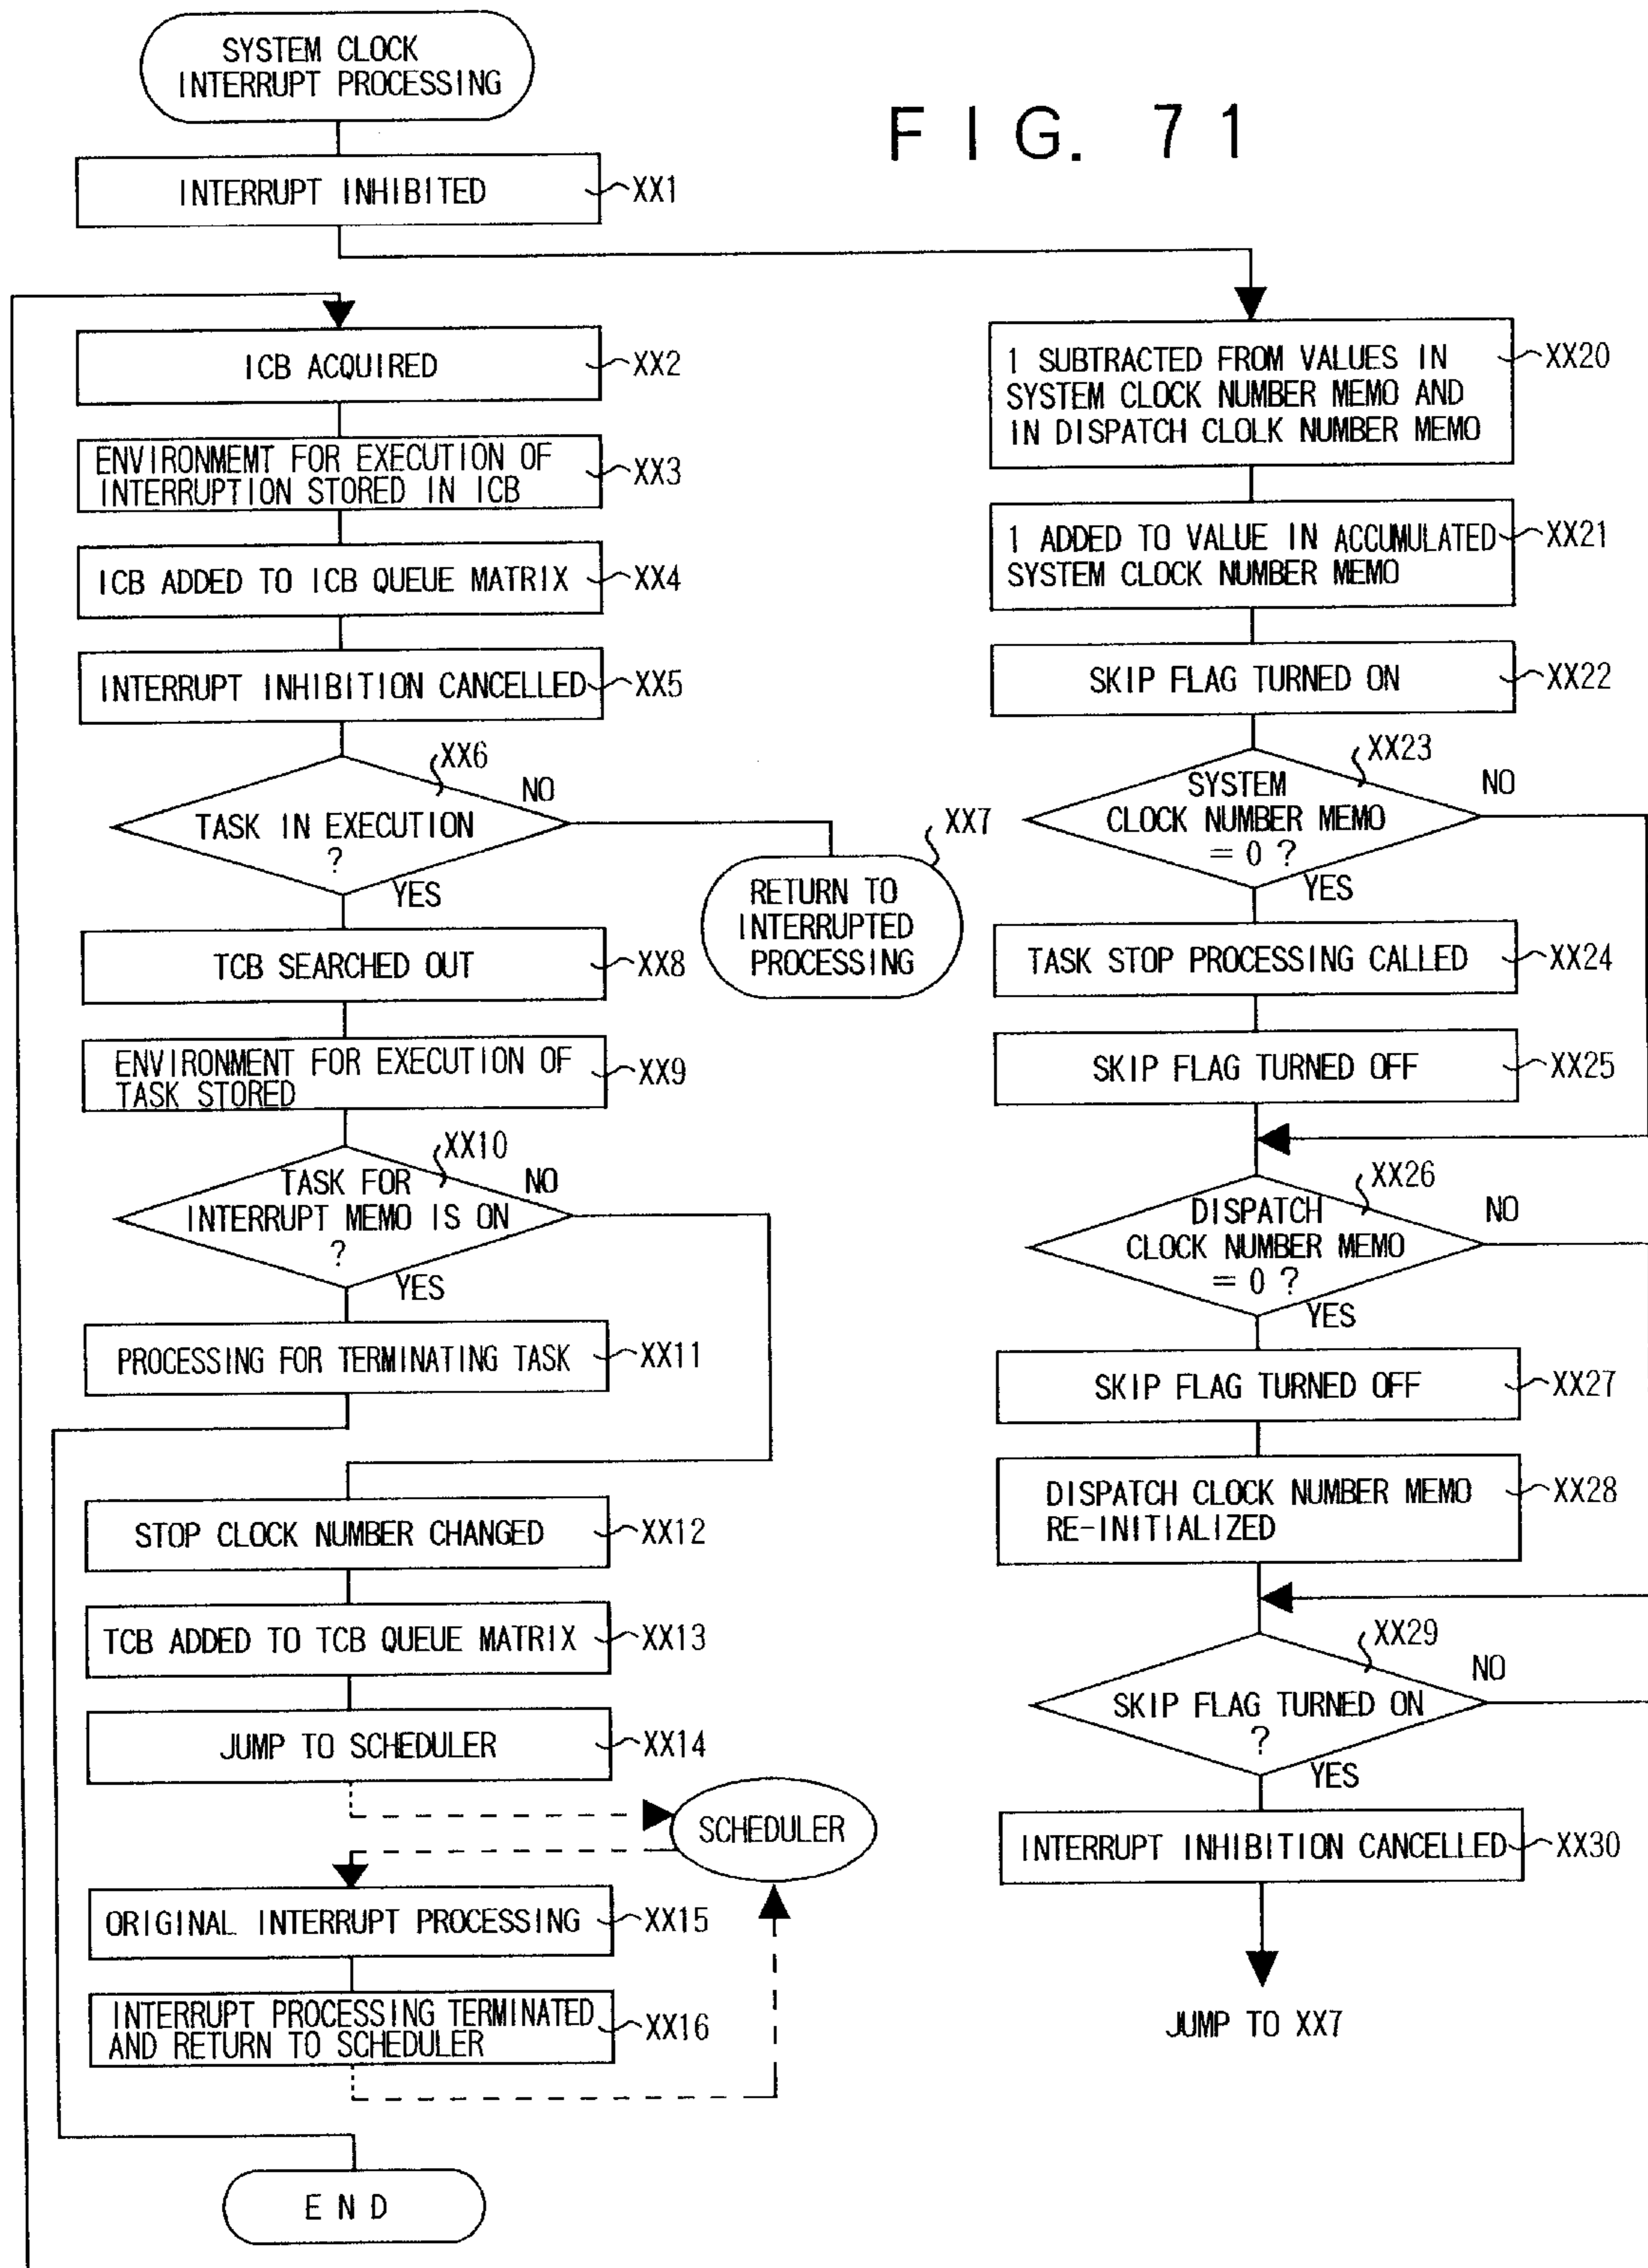 SYSTEM CLOCK
INTERRUPT PROCESSING
FIG. 71
INTERRUPT INHIBITED
XX1
ICB ACQUIRED
XX2
ENVIRONMEMT FOR EXECUTION OF
INTERRUPTION STORED IN ICB
XX3
ICB ADDED TO ICB QUEUE MATRIX
XX4
INTERRUPT INHIBITION CANCELLED
XX5
XX6
NO
TASK IN EXECUTION
?
YES
XX7
RETURN TO
INTERRUPTED
PROCESSING
TCB SEARCHED OUT
XX8
ENVIRONMENT FOR EXECUTION OF
TASK STORED
XX9
XX10
NO
TASK FOR
INTERRUPT MEMO IS ON
?
YES
PROCESSING FOR TERMINATING TASK
XX11
STOP CLOCK NUMBER CHANGED
XX12
TCB ADDED TO TCB QUEUE MATRIX
XX13
JUMP TO SCHEDULER
XX14
SCHEDULER
ORIGINAL INTERRUPT PROCESSING
XX15
INTERRUPT PROCESSING TERMINATED
AND RETURN TO SCHEDULER
XX16
END
1 SUBTRACTED FROM VALUES IN
SYSTEM CLOCK NUMBER MEMO AND
IN DISPATCH CLOLK NUMBER MEMO
XX20
1 ADDED TO VALUE IN ACCUMULATED
SYSTEM CLOCK NUMBER MEMO
XX21
SKIP FLAG TURNED ON
XX22
XX23
NO
SYSTEM
CLOCK NUMBER MEMO
= 0 ?
YES
TASK STOP PROCESSING CALLED
XX24
SKIP FLAG TURNED OFF
XX25
XX26
NO
DISPATCH
CLOCK NUMBER MEMO
= 0 ?
YES
SKIP FLAG TURNED OFF
XX27
DISPATCH CLOCK NUMBER MEMO
RE-INITIALIZED
XX28
XX29
NO
SKIP FLAG TURNED ON
?
YES
INTERRUPT INHIBITION CANCELLED
XX30
JUMP TO XX7